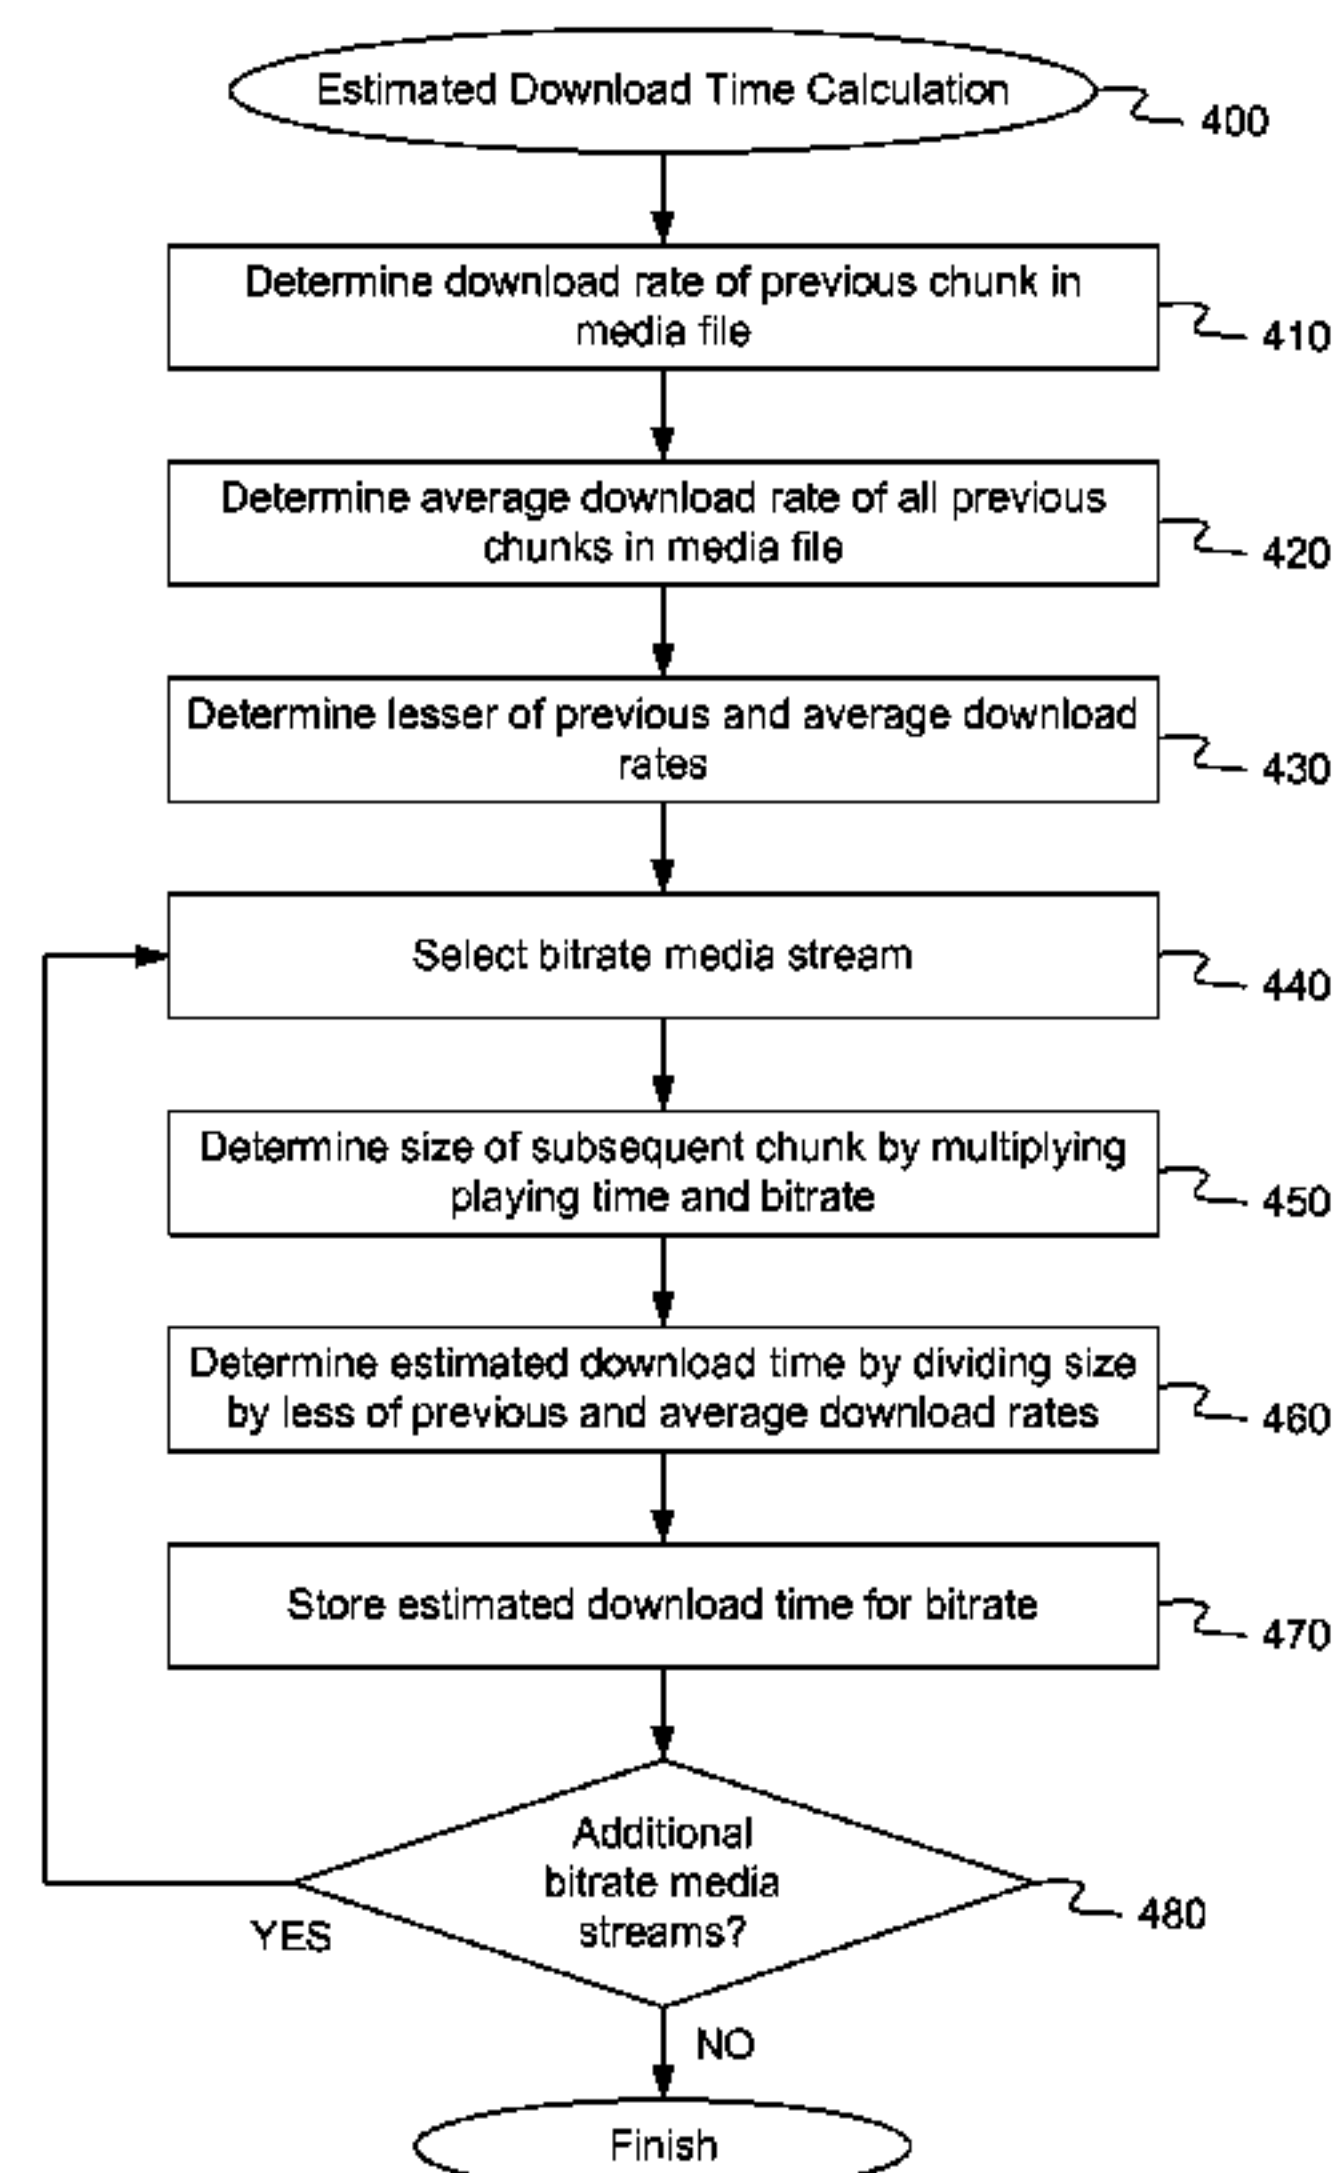 Estimated Download Time Calculation
400
Determine download rate of previous chunk in
media file
410
Determine average download rate of all previous
chunks in media file
420
Determine lesser of previous and average download
rates
430
Select bitrate media stream
440
Determine size of subsequent chunk by multiplying
playing time and bitrate
450
Determine estimated download time by dividing size
by less of previous and average download rates
460
Store estimated download time for bitrate
470
Additional
bitrate media
streams?
480
YES
NO
Finish